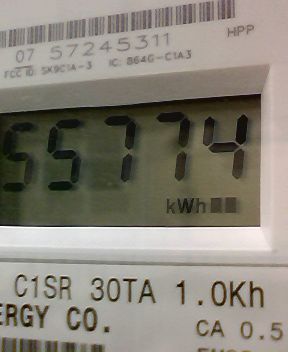 07 57245311
HPP
FCC ID: SK9C1A-3 IC: 864G-C1A3
55774
kWh
C1SR 30TA 1.0Kh
ERGY CO.
CA 0.5